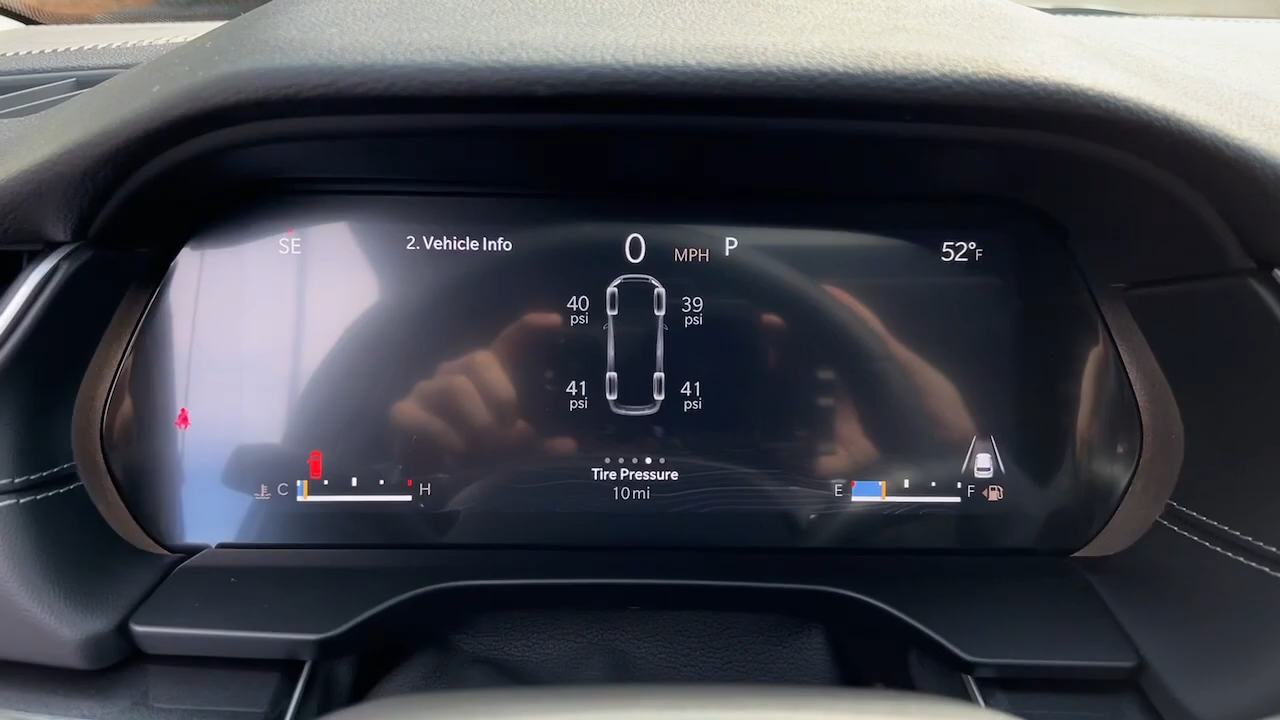 SE
2. Vehicle Info
0 MPH P
52°F
40 psi
39 psi
41 psi
41 psi
Tire Pressure
10 mi
C H
E F